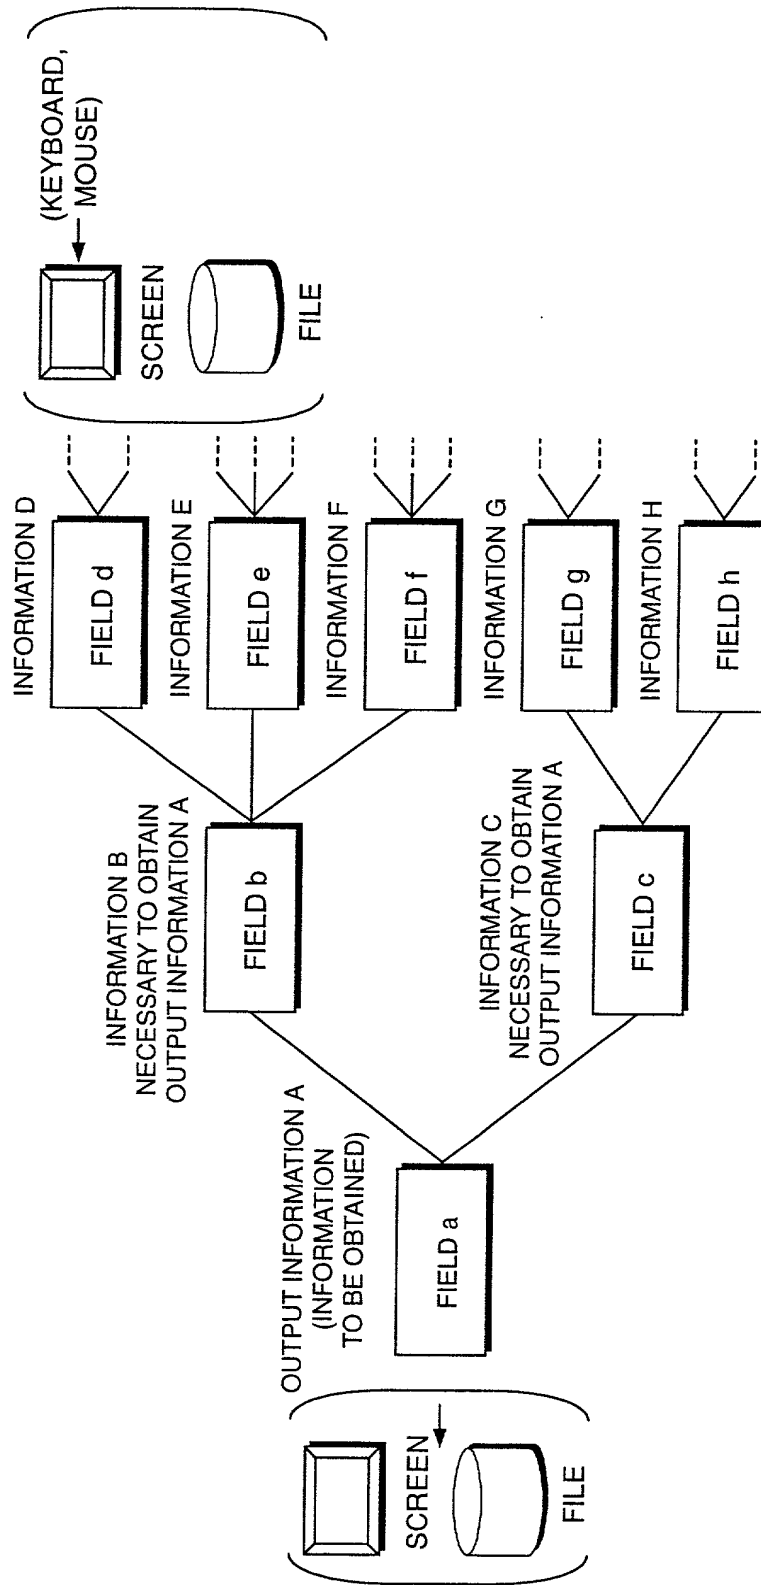 SCREEN
FILE
OUTPUT INFORMATION A
(INFORMATION
TO BE OBTAINED)
FIELD a
INFORMATION B
NECESSARY TO OBTAIN
OUTPUT INFORMATION A
FIELD b
INFORMATION C
NECESSARY TO OBTAIN
OUTPUT INFORMATION A
FIELD c
INFORMATION D
FIELD d
INFORMATION E
FIELD e
INFORMATION F
FIELD f
INFORMATION G
FIELD g
INFORMATION H
FIELD h
(KEYBOARD,
MOUSE)
SCREEN
FILE